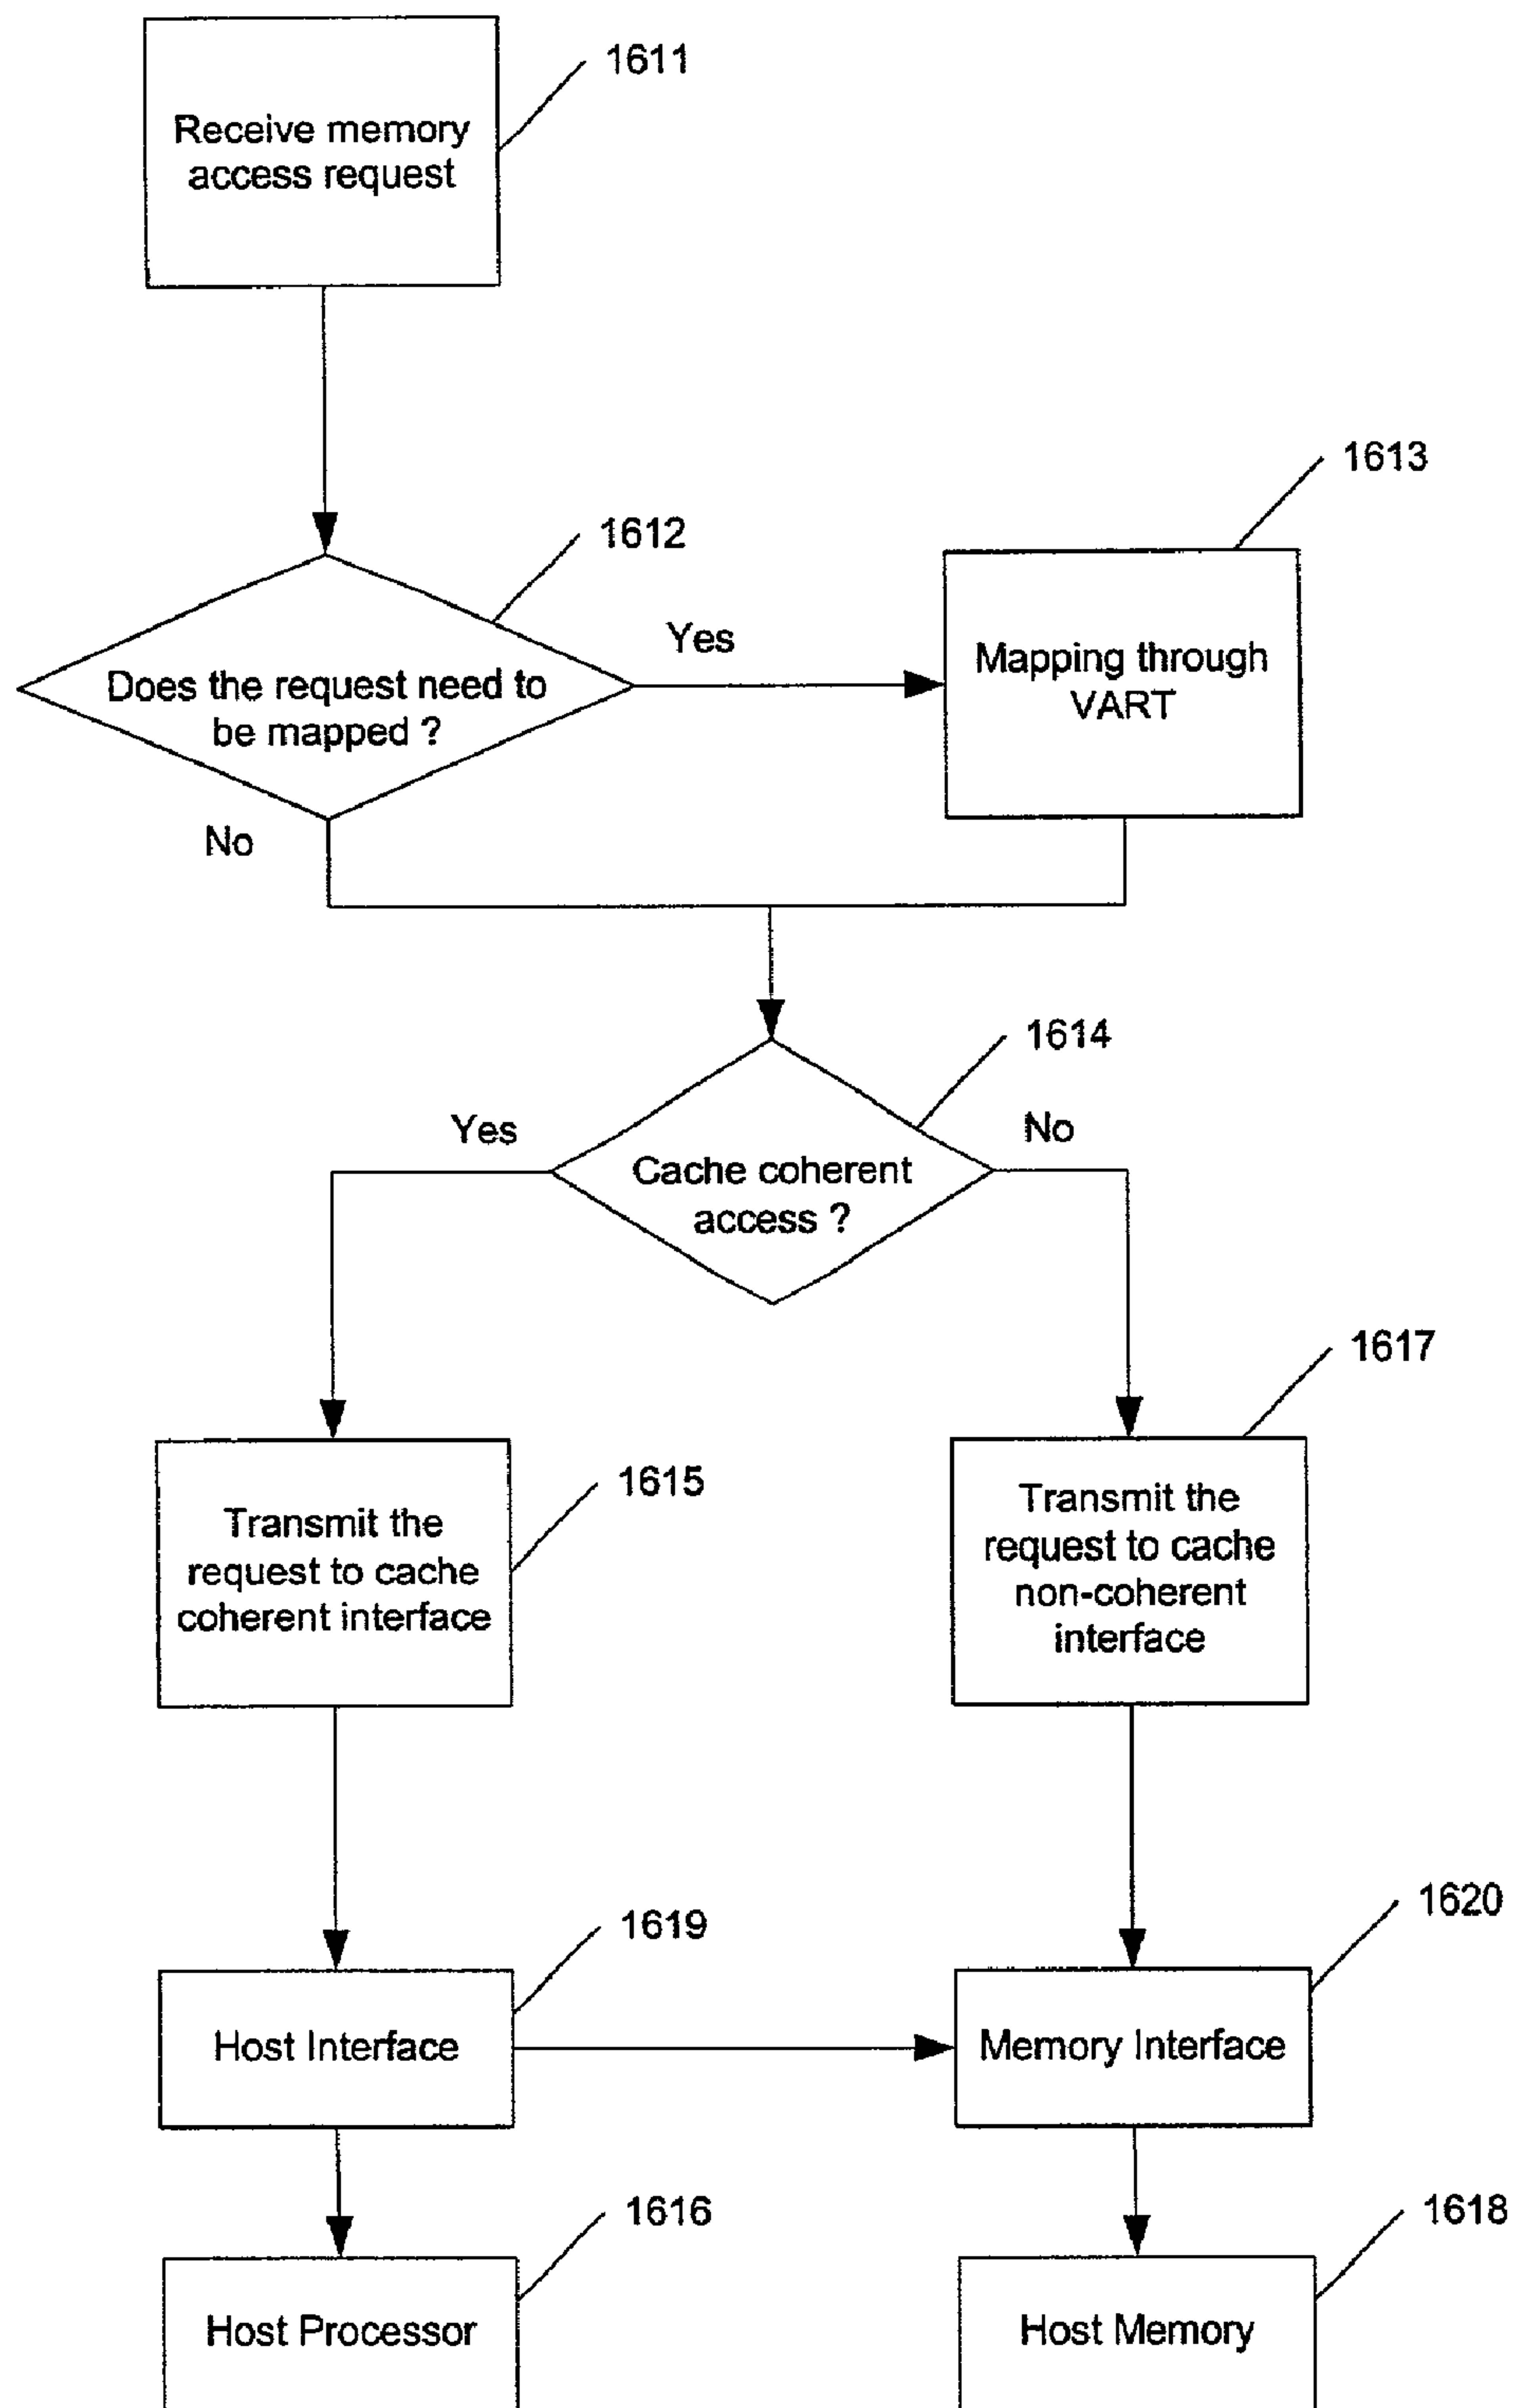 1611
Receive memory
access request
1613
1612
Yes
Mapping through
VART
Does the request need to
be mapped ?
No
1614
Yes
No
Cache coherent
access ?
1617
1615
Transmit the
request to cache
coherent interface
Transmit the
request to cache
non-coherent
interface
1620
1619
Host Interface
Memory Interface
1616
1618
Host Processor
Host Memory